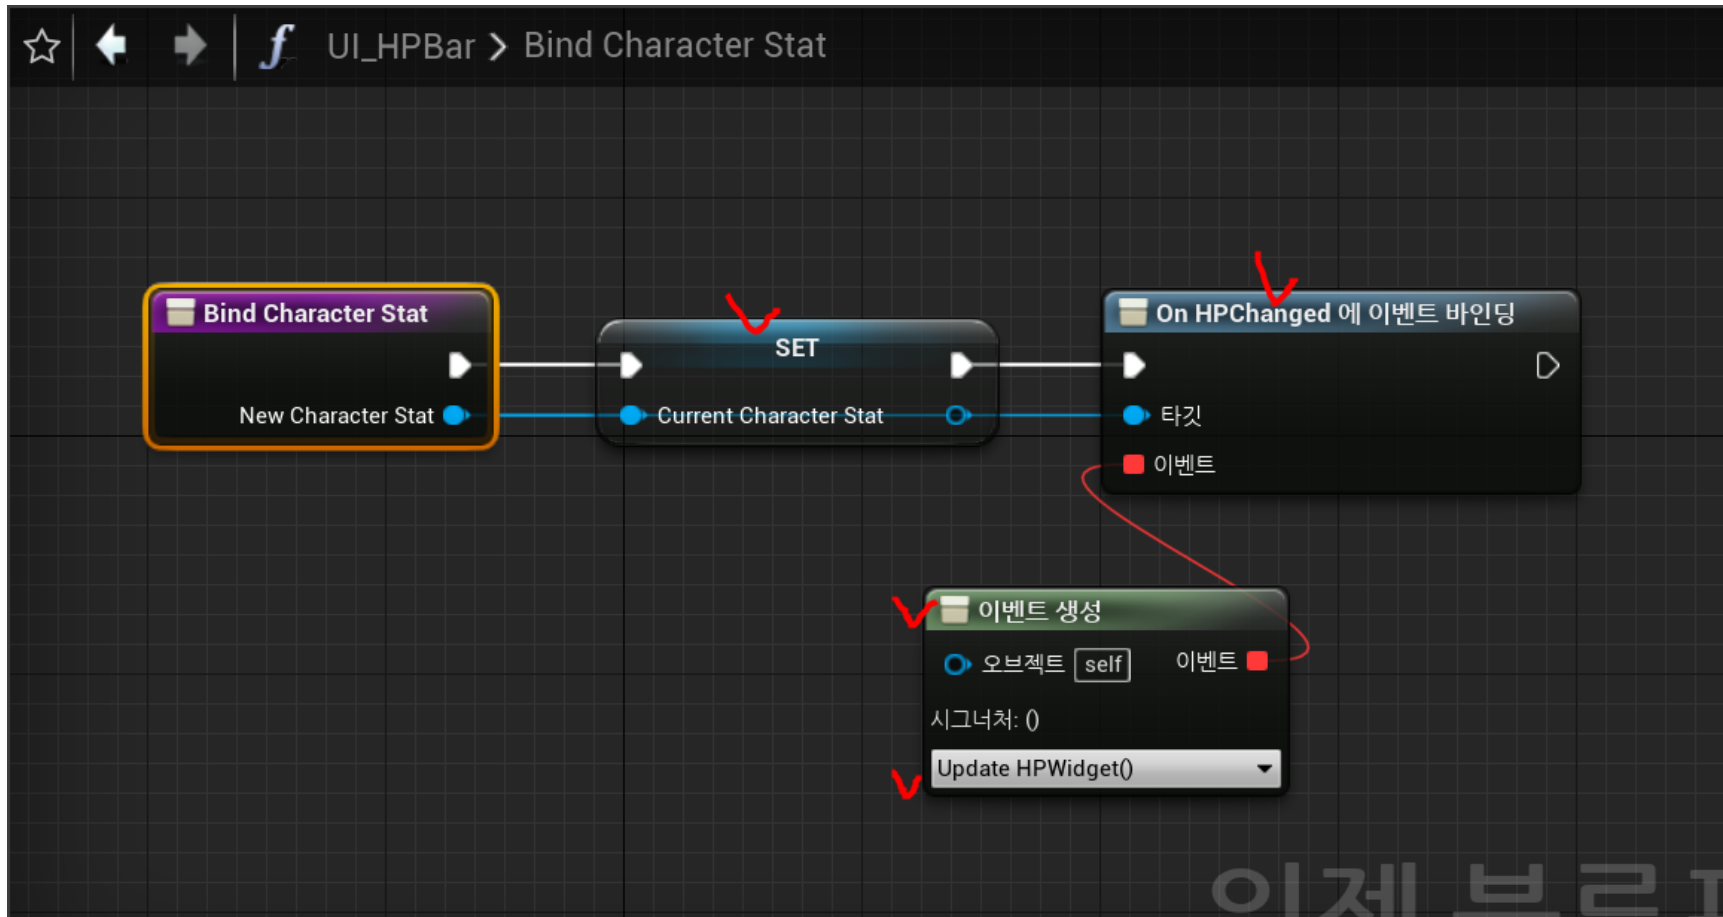 UI_HPBar > Bind Character Stat
Bind Character Stat
New Character Stat
SET
Current Character Stat
On HPChanged 에 이벤트 바인딩
타깃
이벤트
이벤트 생성
오브젝트 self 이벤트
시그너처: ()
Update HPWidget()